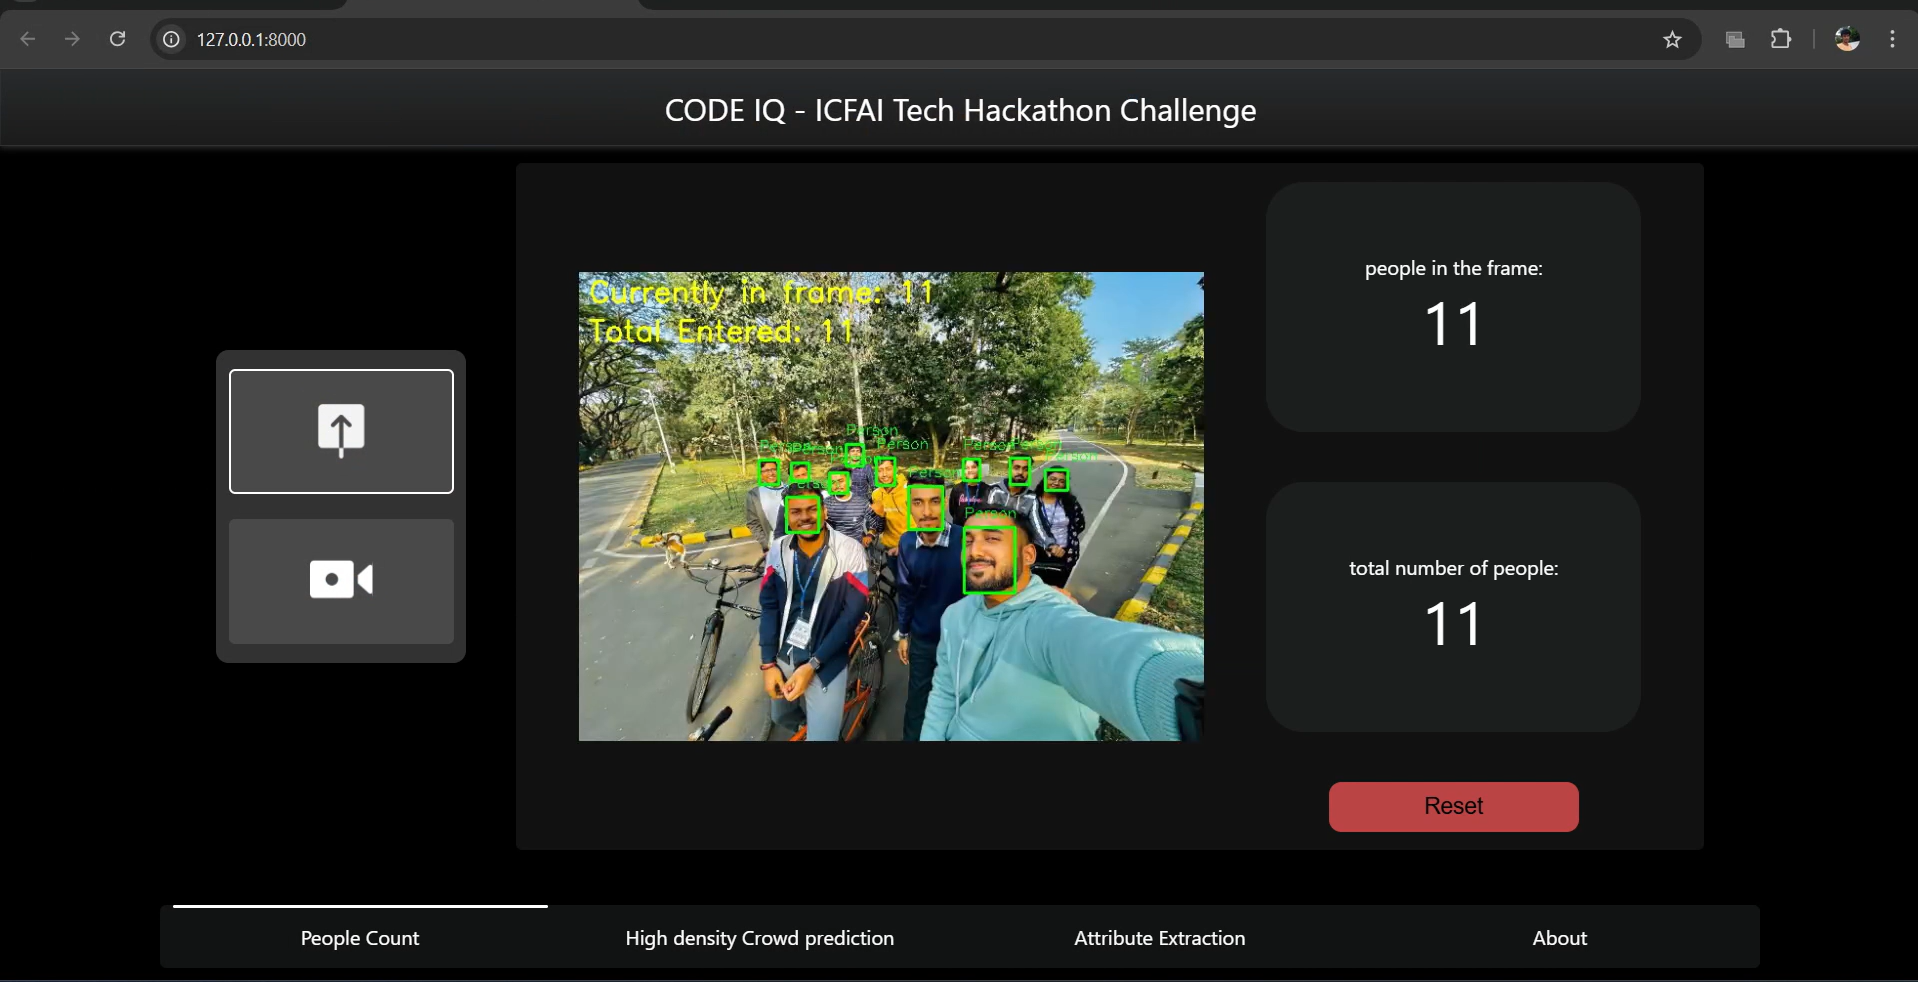 127.0.0.1:8000
CODE IQ - ICFAI Tech Hackathon Challenge
Currently in frame: 11
Total Entered: 11
Person
Person
Person
Person
Person
Person
Person
Person
Person
Person
Person
people in the frame:
11
total number of people:
11
Reset
People Count
High density Crowd prediction
Attribute Extraction
About